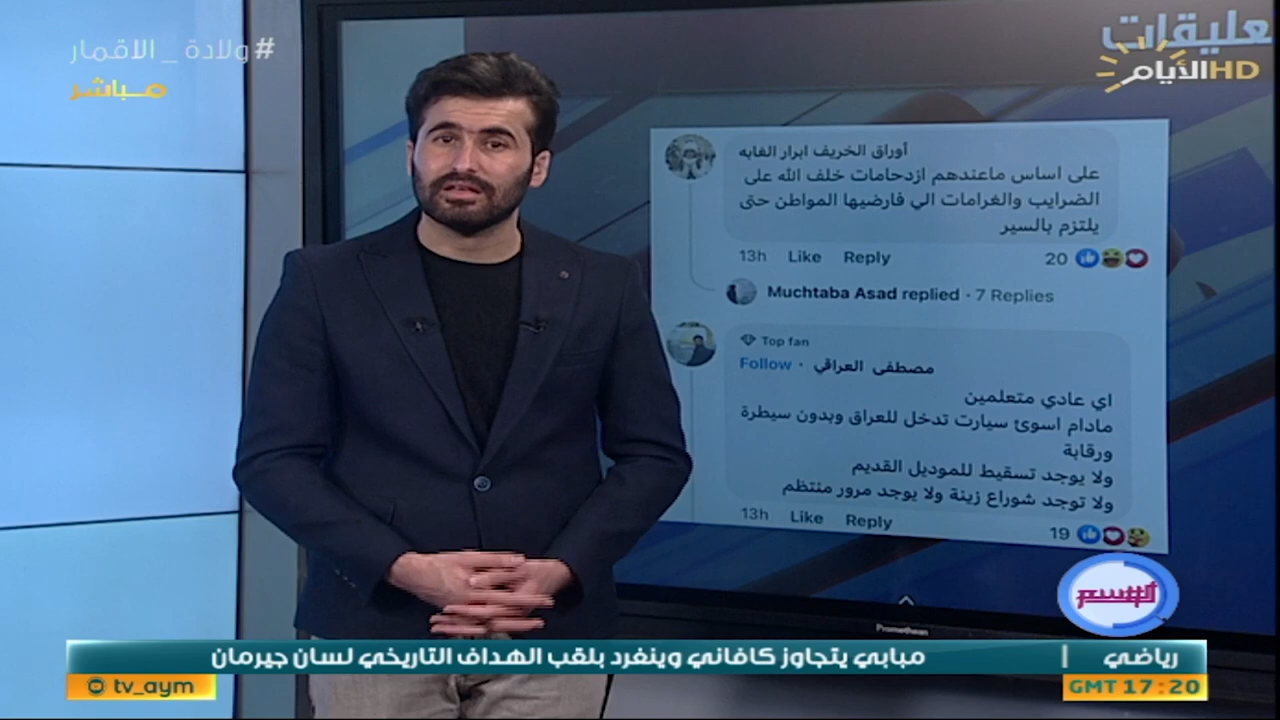 #ولادة_الاقمار
مباشر
عليقات
الأيام HD
أوراق الخريف ابرار الغابه
على اساس ماعندهم ازدحامات خلف الله على
الضرايب والغرامات الي فارضيها المواطن حتى
يلتزم بالسير
13h Like Reply 20
Muchtaba Asad replied · 7 Replies
Top fan
مصطفى العراقي · Follow
اي عادي متعلمين
مادام اسوئ سيارت تدخل للعراق وبدون سيطرة
ورقابة
ولا يوجد تسقيط للموديل القديم
ولا توجد شوراع زينة ولا يوجد مرور منتظم
13h Like Reply 19
Promethean
رياضي | مبابي يتجاوز كافاني وينفرد بلقب الهداف التاريخي لسان جيرمان
tv_aym
GMT 17:20